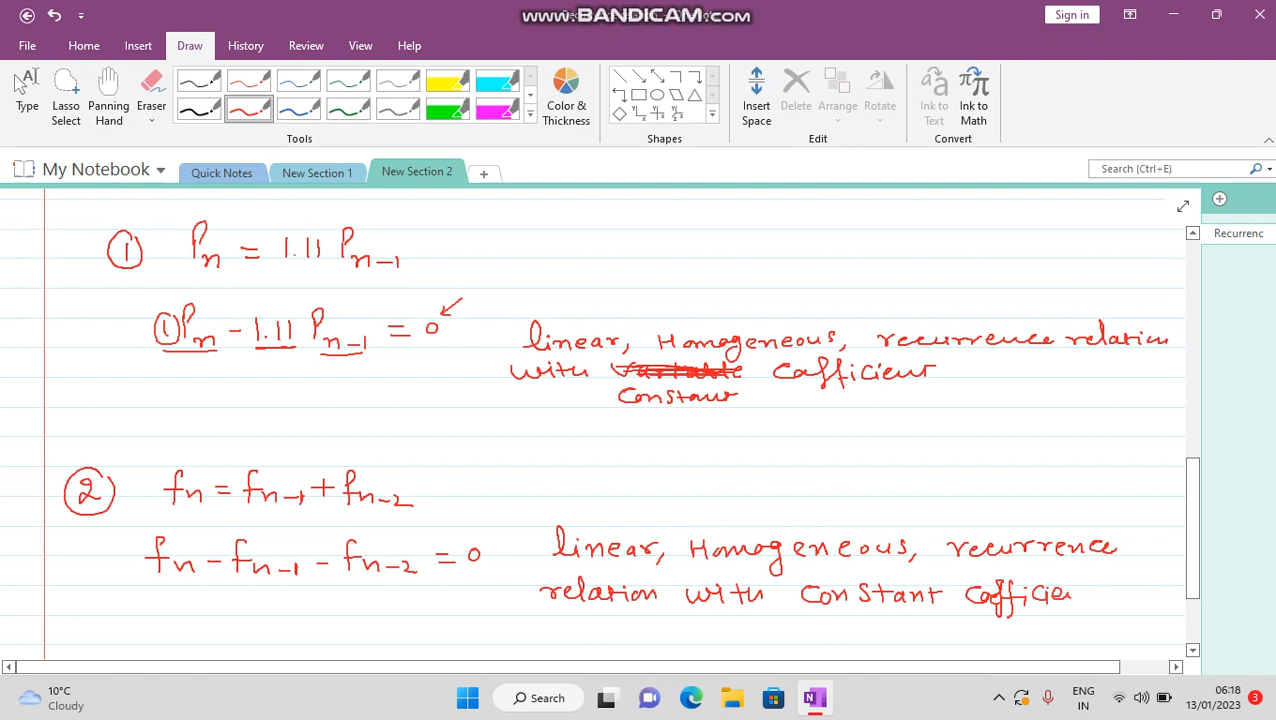 www.BANDICAM.com
Sign in
File Home Insert Draw History Review View Help
Type Lasso Select Panning Hand Eraser Color & Thickness Insert Space Delete Arrange Rotate Ink to Text Ink to Math
Tools Shapes Edit Convert
My Notebook Quick Notes New Section 1 New Section 2 Search (Ctrl+E)
Recurrenc
① Pn = 1.11 Pn-1
①Pn - 1.11 Pn-1 = 0
linear, Homogeneous, recurrence relation
with Cofficient
Constant
② fn = fn-1 + fn-2
fn - fn-1 - fn-2 = 0
linear, Homogeneous, recurrence
relation with Constant Cofficie
10°C
Cloudy
Search
ENG
IN
06:18
13/01/2023
3